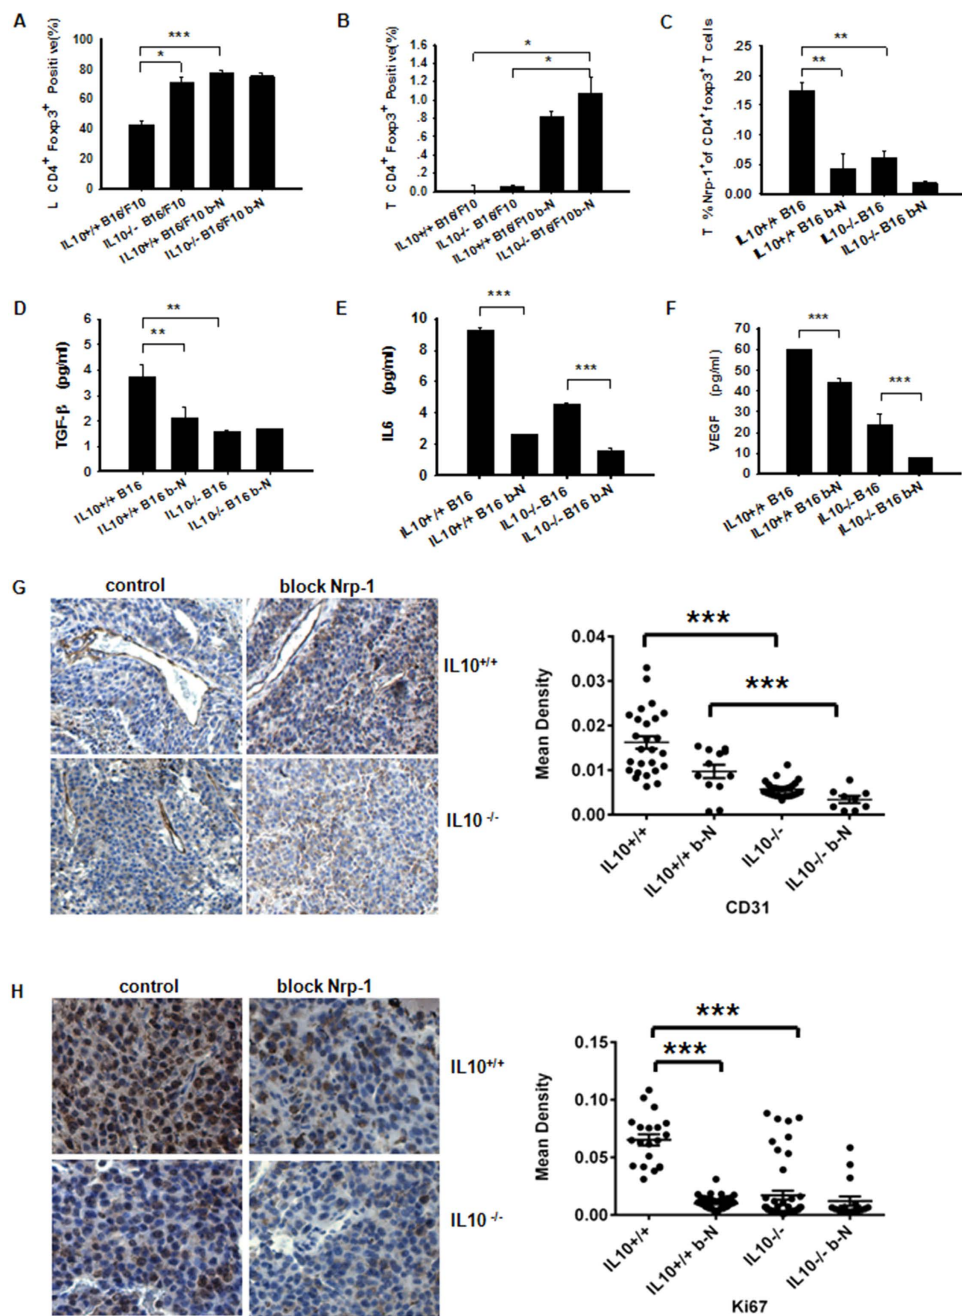 A
L CD4+ Foxp3+ Positive(%)
100
80
60
40
20
0
***
*
IL10+/+ B16/F10
IL10-/- B16/F10
IL10+/+ B16/F10 b-N
IL10-/- B16/F10 b-N
B
T CD4+ Foxp3+ Positive(%)
1.6
1.4
1.2
1.0
.8
.6
.4
.2
0.0
*
*
IL10+/+ B16/F10
IL10-/- B16/F10
IL10+/+ B16/F10 b-N
IL10-/- B16/F10 b-N
C
T %Nrp-1+of CD4+foxp3+ T cells
0.25
.20
.15
.10
0.05
0.00
**
**
IL10+/+ B16
IL10+/+ B16 b-N
IL10-/- B16
IL10-/- B16 b-N
D
TGF-β (pg/ml)
6
5
4
3
2
1
0
**
**
IL10+/+ B16
IL10+/+ B16 b-N
IL10-/- B16
IL10-/- B16 b-N
E
IL6 (pg/ml)
10
8
6
4
2
0
***
***
IL10+/+ B16
IL10+/+ B16 b-N
IL10-/- B16
IL10-/- B16 b-N
F
VEGF (pg/ml)
70
60
50
40
30
20
10
0
***
***
IL10+/+ B16
IL10+/+ B16 b-N
IL10-/- B16
IL10-/- B16 b-N
G
control
block Nrp-1
IL10+/+
IL10 -/-
Mean Density
0.04
0.03
0.02
0.01
0.00
***
***
IL10+/+
IL10+/+ b-N
IL10-/-
IL10-/- b-N
CD31
H
control
block Nrp-1
IL10+/+
IL10 -/-
Mean Density
0.15
0.10
0.05
0.00
***
***
IL10+/+
IL10+/+ b-N
IL10-/-
IL10-/- b-N
Ki67